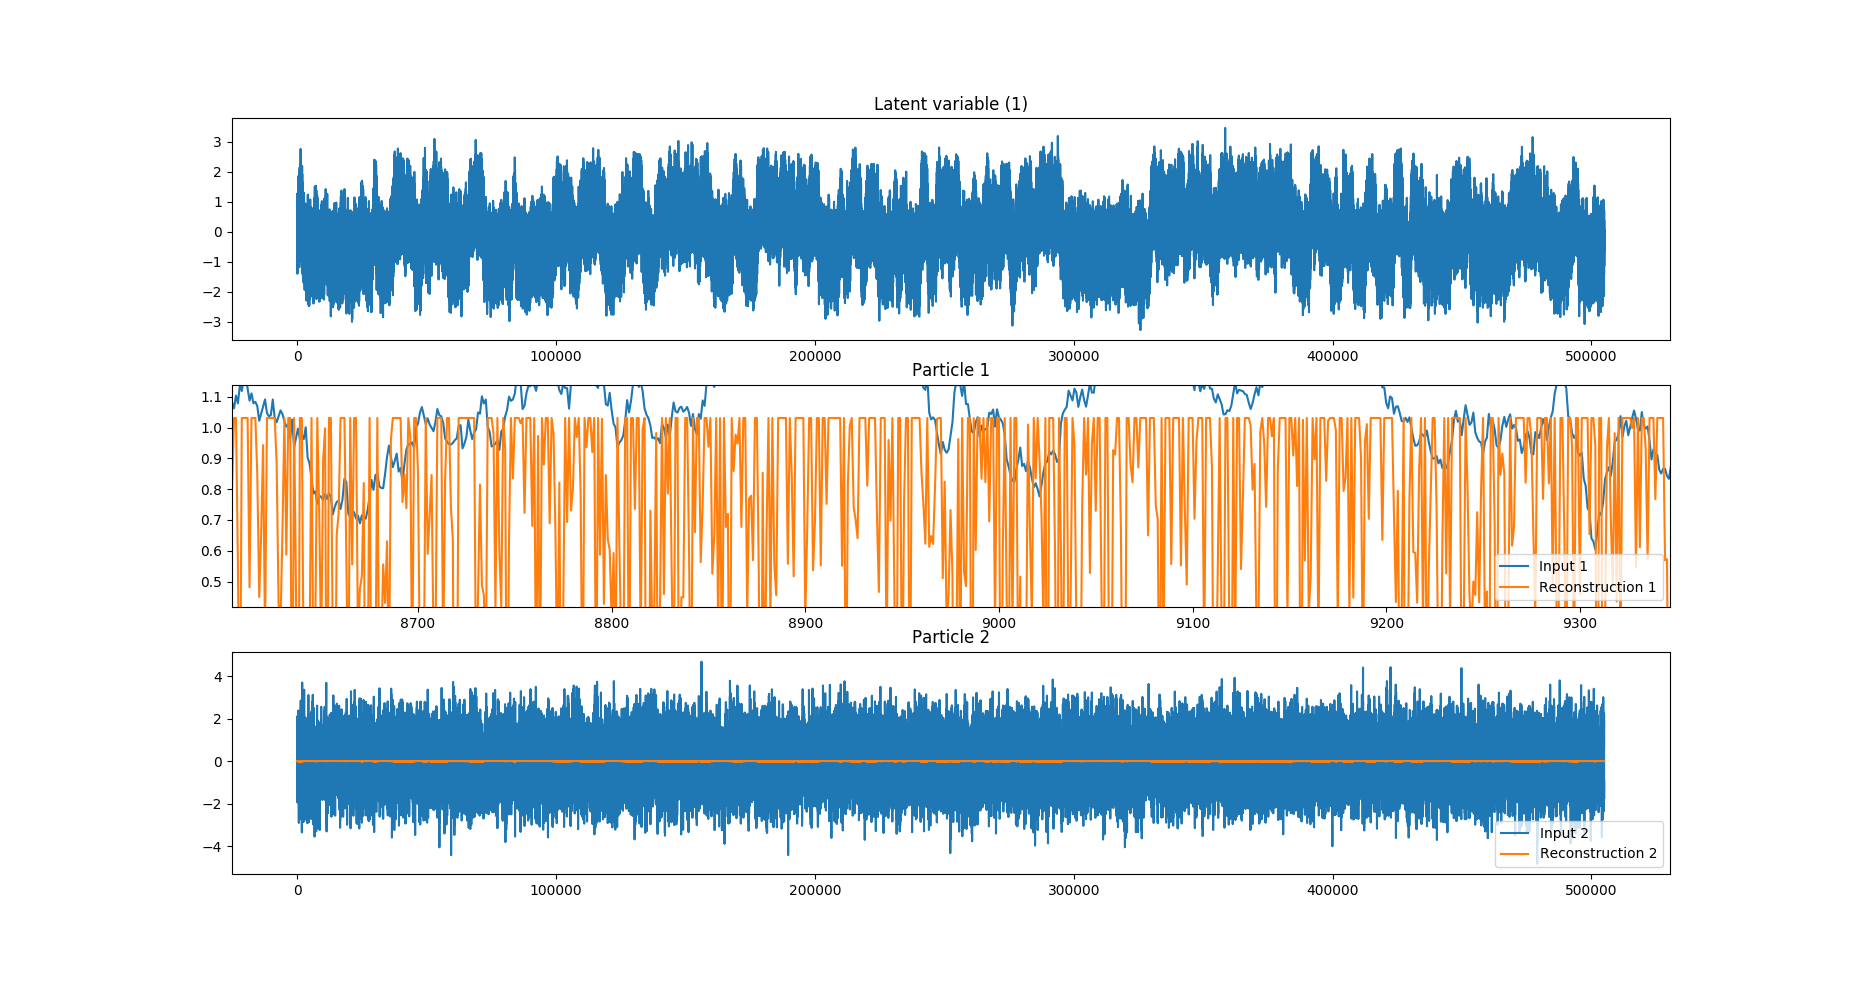 Latent variable (1)
3
2
1
0
−1
−2
−3
0 100000 200000 300000 400000 500000
Particle 1
1.1
1.0
0.9
0.8
0.7
0.6
0.5
Input 1
Reconstruction 1
8700 8800 8900 9000 9100 9200 9300
Particle 2
4
2
0
−2
−4
Input 2
Reconstruction 2
0 100000 200000 300000 400000 500000